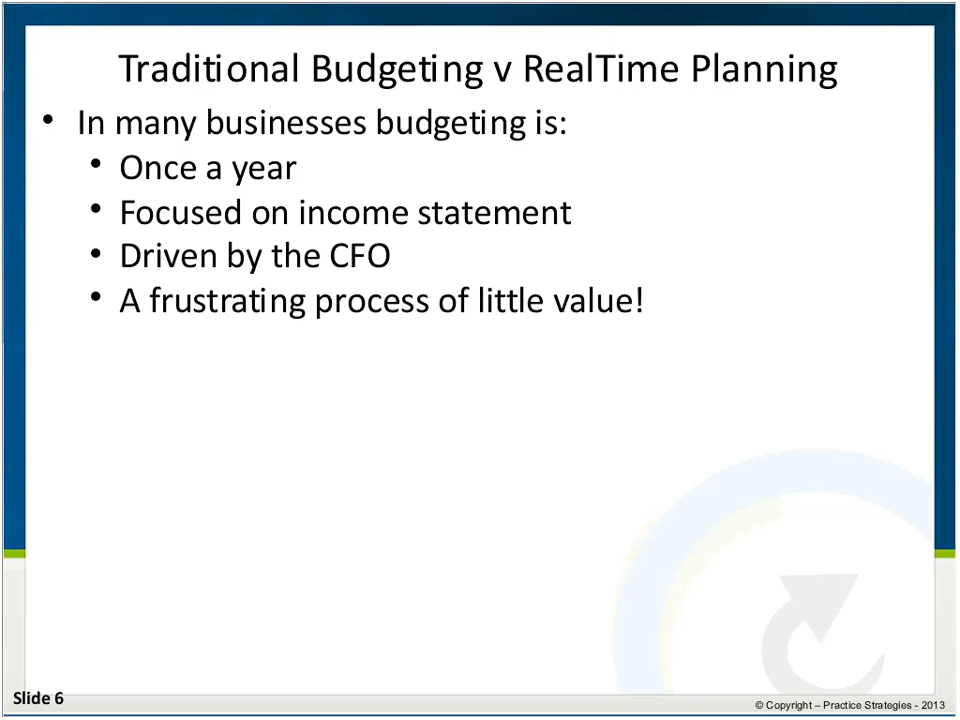 Traditional Budgeting v RealTime Planning
• In many businesses budgeting is:
• Once a year
• Focused on income statement
• Driven by the CFO
• A frustrating process of little value!
Slide 6
© Copyright – Practice Strategies - 2013